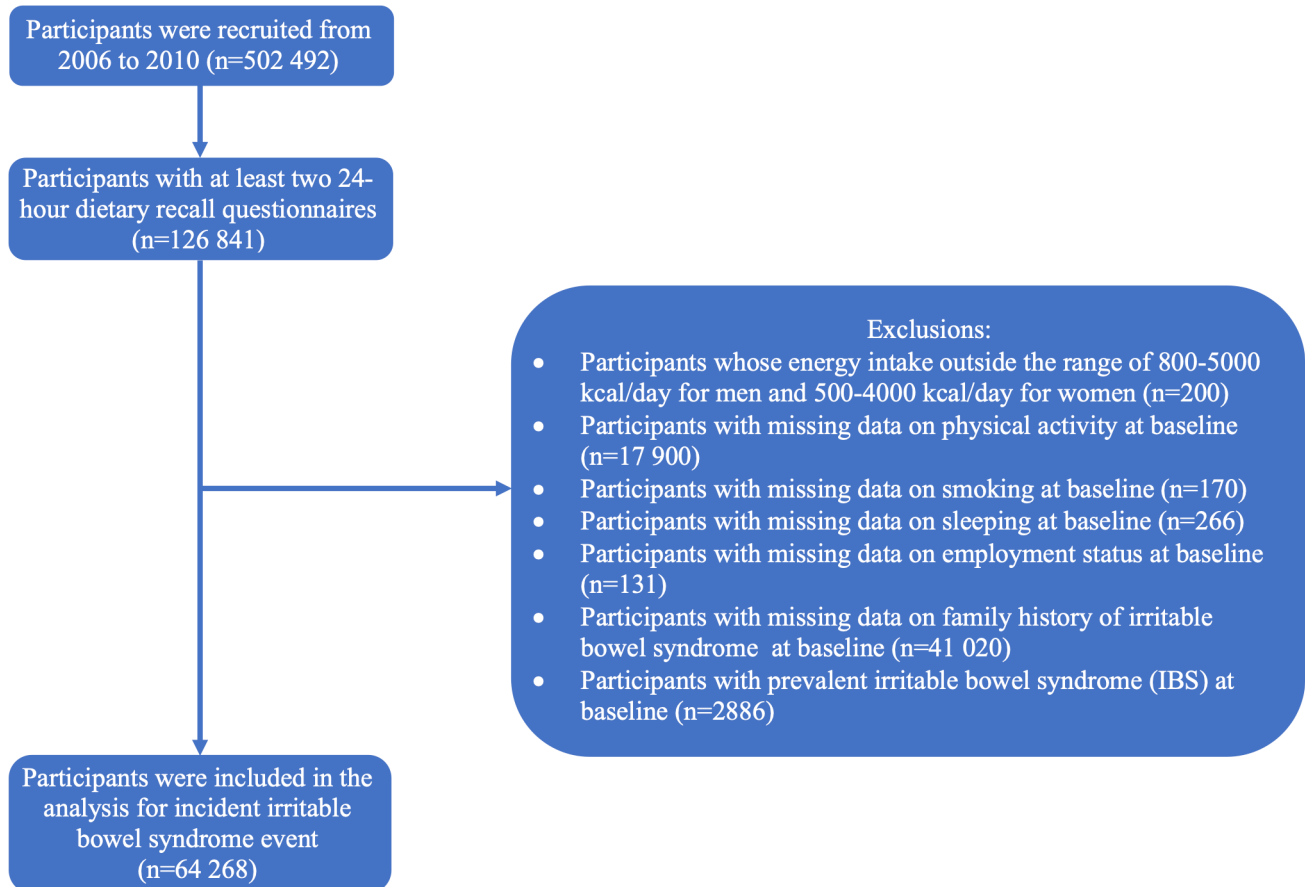 Participants were recruited from
2006 to 2010 (n=502 492)
Participants with at least two 24-
hour dietary recall questionnaires
(n=126 841)
Exclusions:
• Participants whose energy intake outside the range of 800-5000
kcal/day for men and 500-4000 kcal/day for women (n=200)
• Participants with missing data on physical activity at baseline
(n=17 900)
• Participants with missing data on smoking at baseline (n=170)
• Participants with missing data on sleeping at baseline (n=266)
• Participants with missing data on employment status at baseline
(n=131)
• Participants with missing data on family history of irritable
bowel syndrome at baseline (n=41 020)
• Participants with prevalent irritable bowel syndrome (IBS) at
baseline (n=2886)
Participants were included in the
analysis for incident irritable
bowel syndrome event
(n=64 268)